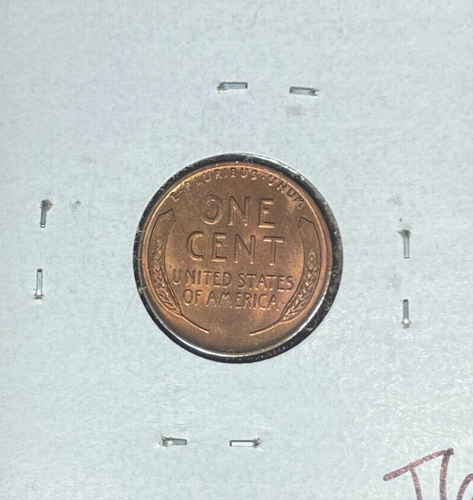 E·PLURIBUS·UNUM
ONE
CENT
UNITED STATES
OF AMERICA